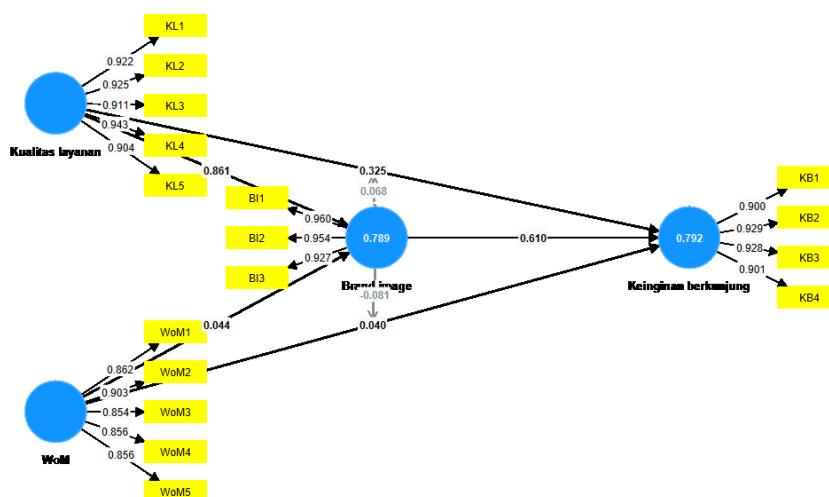 KL1
0.922
KL2
0.925
KL3
0.911
0.943
KL4
0.904
KL5
Kualitas layanan
0.861
0.325
0.068
BI1
0.960
BI2
0.954
BI3
0.927
0.789
Brand image
-0.081
0.610
0.792
Keinginan berkunjung
KB1
0.900
KB2
0.929
KB3
0.928
KB4
0.901
0.044
0.040
WoM1
0.862
WoM2
0.903
WoM3
0.854
WoM4
0.856
WoM5
0.856
WoM